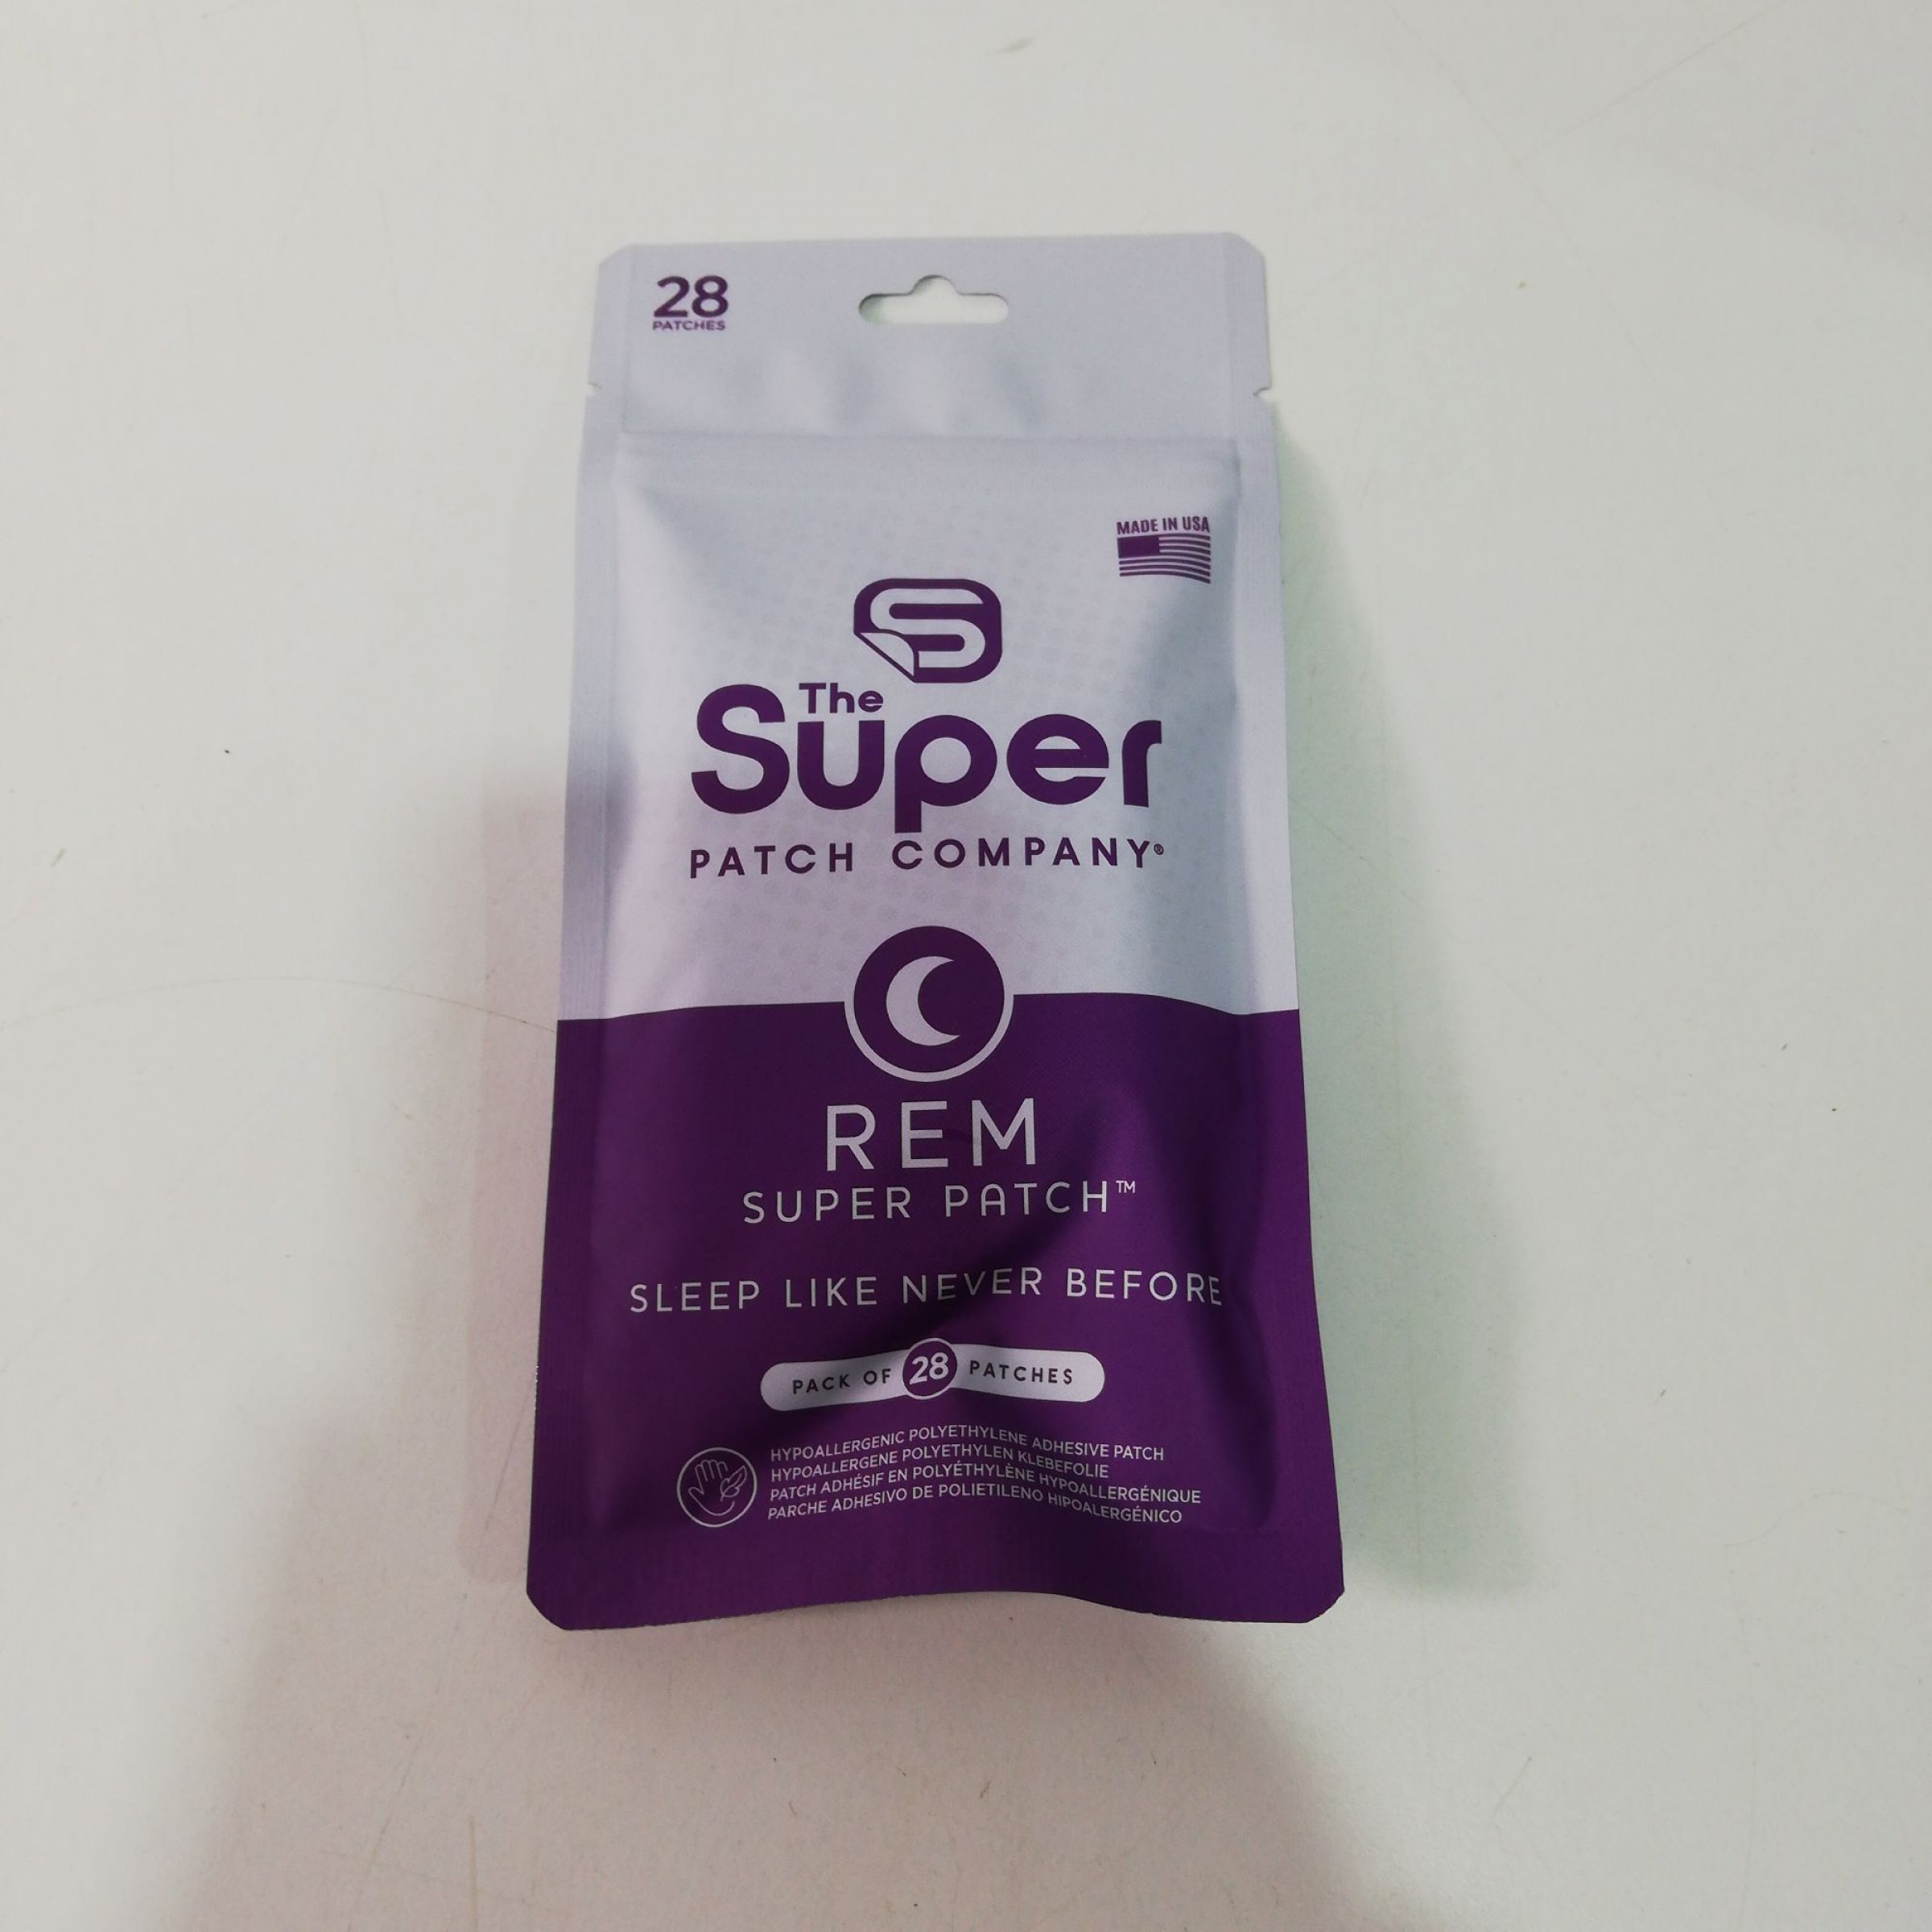 28
PATCHES
MADE IN USA
The
Super
PATCH COMPANY®
REM
SUPER PATCH™
SLEEP LIKE NEVER BEFORE
PACK OF 28 PATCHES
HYPOALLERGENIC POLYETHYLENE ADHESIVE PATCH
HYPOALLERGENE POLYETHYLEN KLEBEFOLIE
PATCH ADHÉSIF EN POLYÉTHYLÈNE HYPOALLERGÉNIQUE
PARCHE ADHESIVO DE POLIETILENO HIPOALERGÉNICO